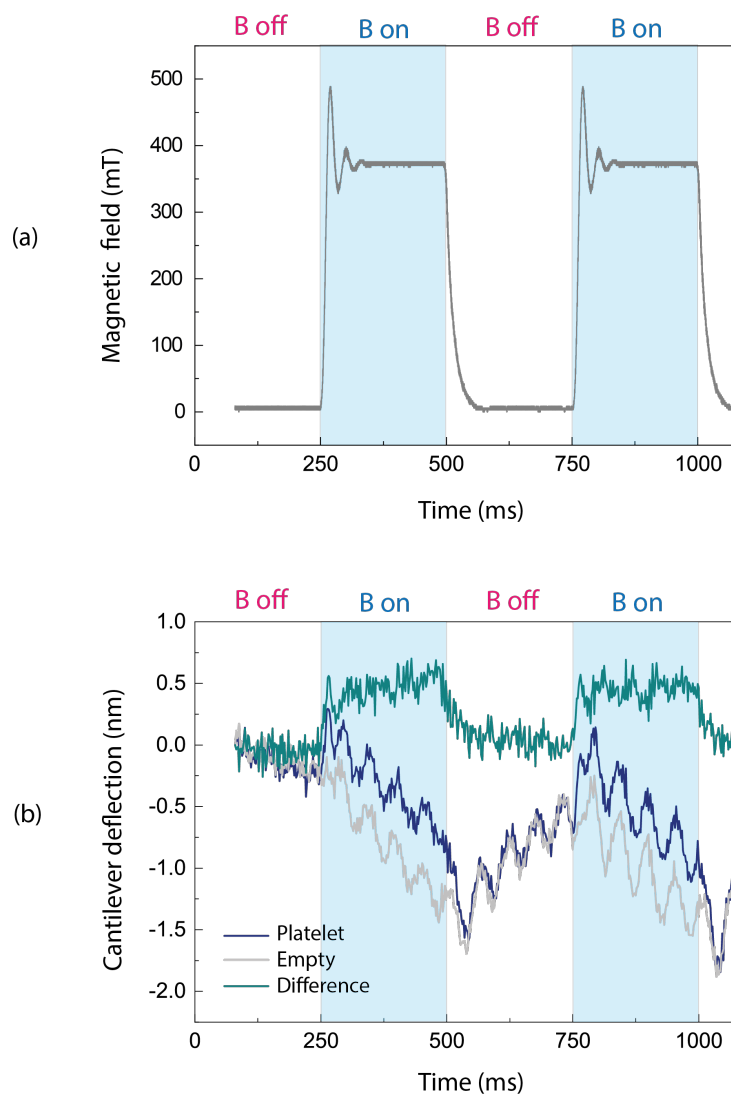 B off B on B off B on
500
400
300
200
100
0
Magnetic field (mT)
(a)
0 250 500 750 1000
Time (ms)
B off B on B off B on
1.0
0.5
0.0
-0.5
-1.0
-1.5
-2.0
Cantilever deflection (nm)
(b)
Platelet
Empty
Difference
0 250 500 750 1000
Time (ms)